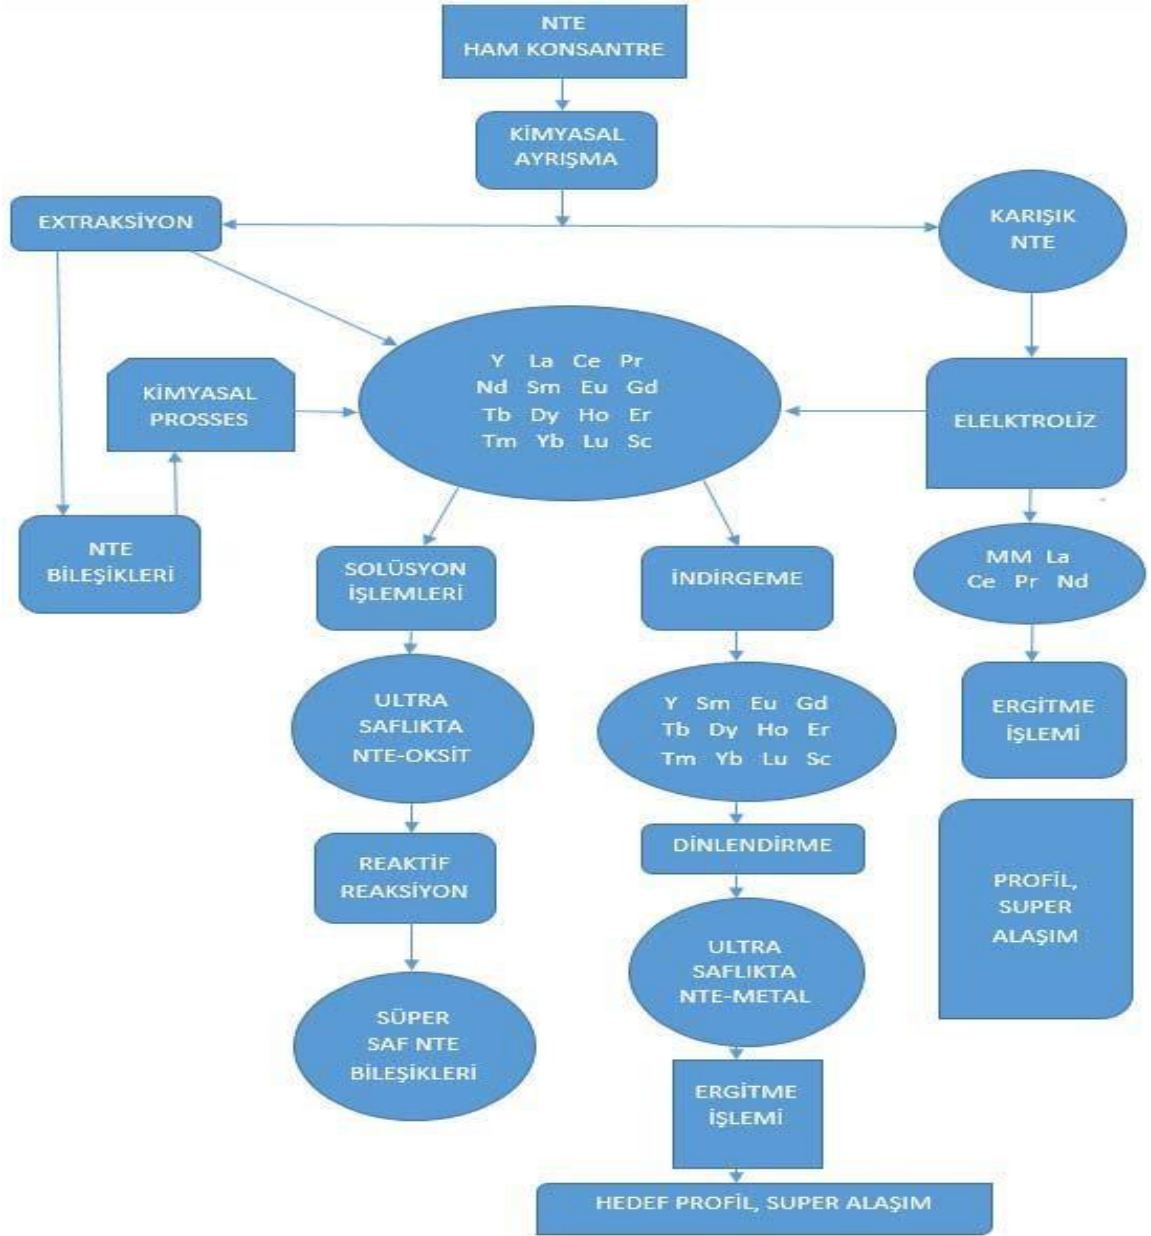 NTE
HAM KONSANTRE
KİMYASAL
AYRIŞMA
EXTRAKSİYON
KARIŞIK
NTE
Y La Ce Pr
Nd Sm Eu Gd
Tb Dy Ho Er
Tm Yb Lu Sc
KİMYASAL
PROSSES
ELELKTROLİZ
NTE
BİLEŞİKLERİ
SOLÜSYON
İŞLEMLERİ
İNDİRGEME
MM La
Ce Pr Nd
ULTRA
SAFLIKTA
NTE-OKSİT
Y Sm Eu Gd
Tb Dy Ho Er
Tm Yb Lu Sc
ERGİTME
İŞLEMİ
REAKTİF
REAKSİYON
DİNLENDİRME
PROFİL,
SUPER
ALAŞIM
ULTRA
SAFLIKTA
NTE-METAL
SÜPER
SAF NTE
BİLEŞİKLERİ
ERGİTME
İŞLEMİ
HEDEF PROFİL, SUPER ALAŞIM